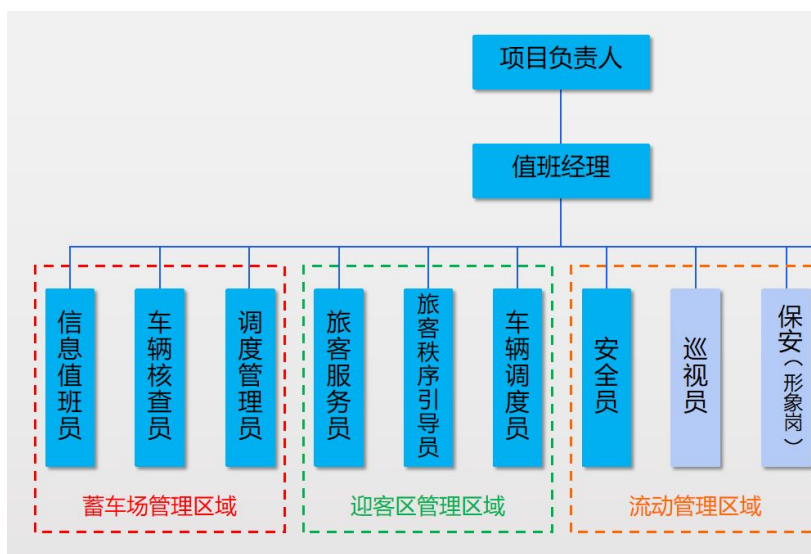 项目负责人
值班经理
信息值班员
车辆核查员
调度管理员
旅客服务员
旅客秩序引导员
车辆调度员
安全员
巡视员
保安（形象岗）
蓄车场管理区域
迎客区管理区域
流动管理区域